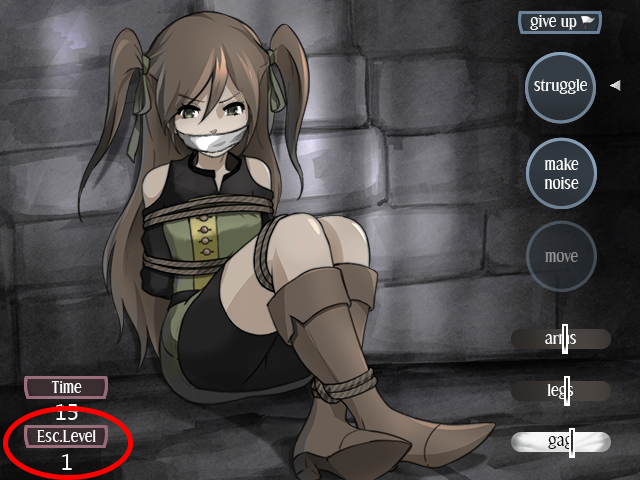 give up
struggle
make
noise
move
arms
legs
gag
Time
15
Esc.Level
1